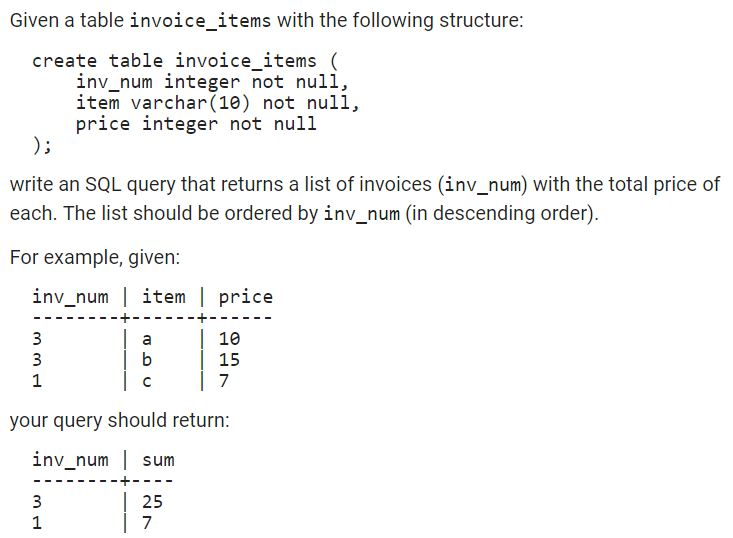 Given a table invoice_items with the following structure:
create table invoice_items (
    inv_num integer not null,
    item varchar(10) not null,
    price integer not null
);
write an SQL query that returns a list of invoices (inv_num) with the total price of
each. The list should be ordered by inv_num (in descending order).
For example, given:
inv_num | item | price
--------+------+------
3       | a    | 10
3       | b    | 15
1       | c    | 7
your query should return:
inv_num | sum
--------+----
3       | 25
1       | 7